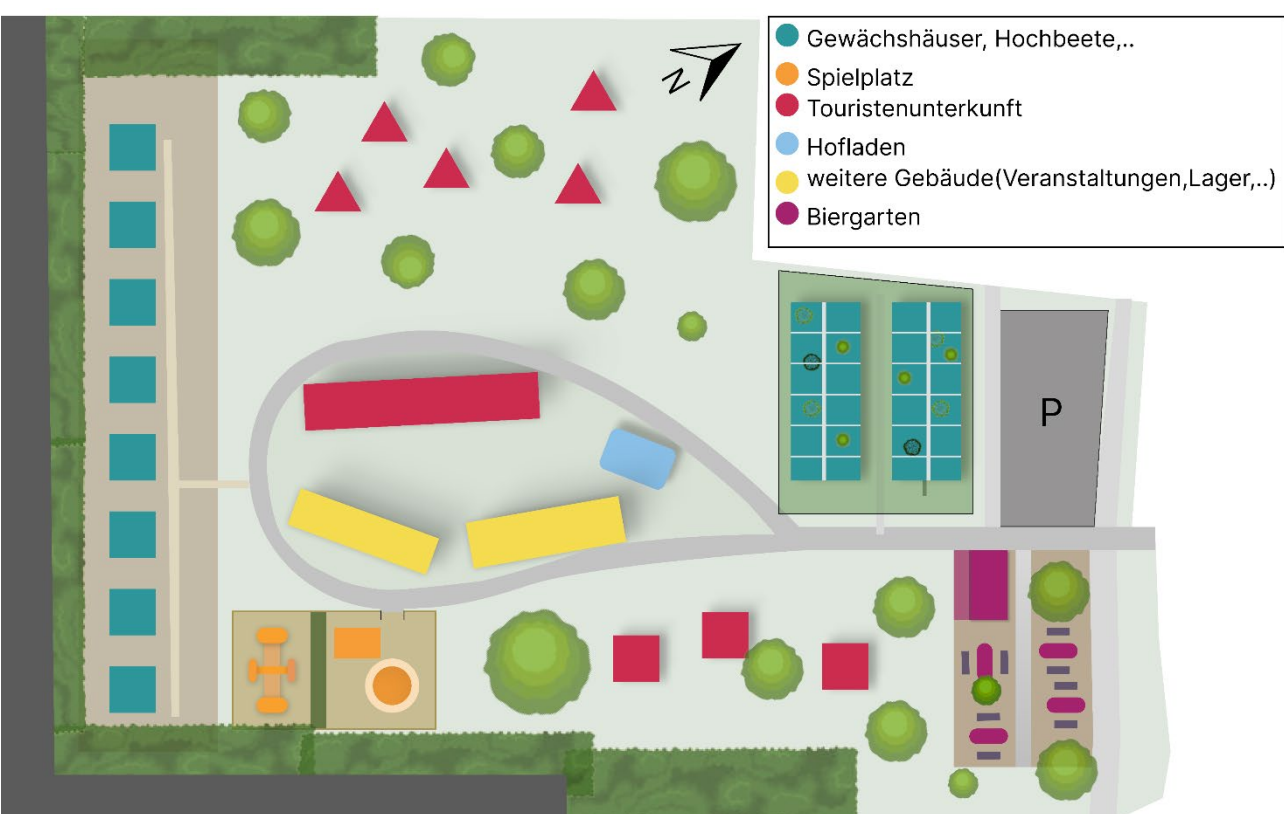 N
Gewächshäuser, Hochbeete,..
Spielplatz
Touristenunterkunft
Hofladen
weitere Gebäude(Veranstaltungen,Lager,..)
Biergarten
P